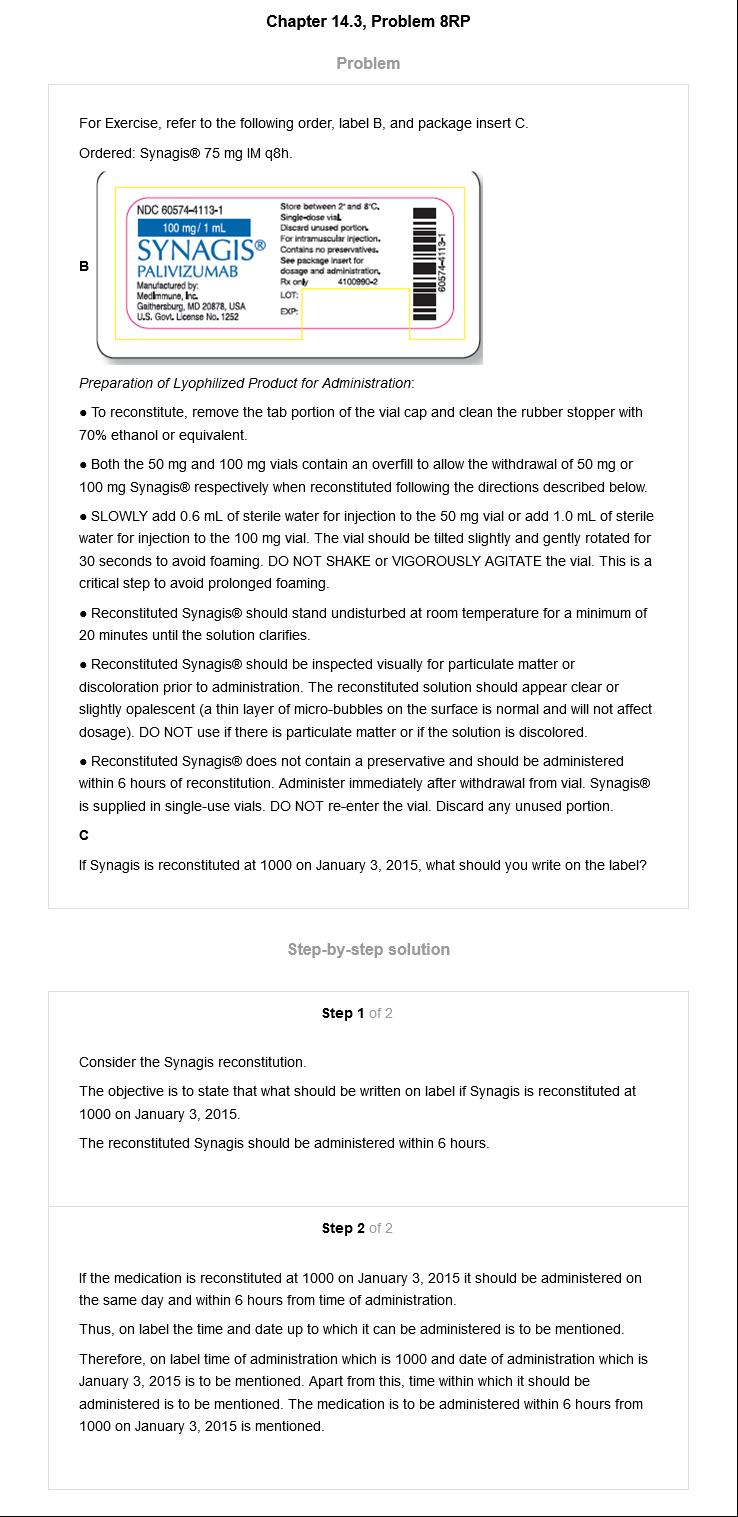 Chapter 14.3, Problem 8RP
Problem
For Exercise, refer to the following order, label B, and package insert C.
Ordered: Synagis® 75 mg IM q8h.
B
NDC 60574-4113-1
100 mg/ 1 mL
SYNAGIS®
PALIVIZUMAB
Manufactured by:
MedImmune, Inc.
Gaithersburg, MD 20878, USA
U.S. Govt. License No. 1252
Store between 2° and 8°C.
Single-dose vial.
Discard unused portion.
For intramuscular injection.
Contains no preservatives.
See package insert for
dosage and administration.
Rx only 4100990-2
LOT:
EXP:
60574-4113-1
Preparation of Lyophilized Product for Administration:
● To reconstitute, remove the tab portion of the vial cap and clean the rubber stopper with
70% ethanol or equivalent.
● Both the 50 mg and 100 mg vials contain an overfill to allow the withdrawal of 50 mg or
100 mg Synagis® respectively when reconstituted following the directions described below.
● SLOWLY add 0.6 mL of sterile water for injection to the 50 mg vial or add 1.0 mL of sterile
water for injection to the 100 mg vial. The vial should be tilted slightly and gently rotated for
30 seconds to avoid foaming. DO NOT SHAKE or VIGOROUSLY AGITATE the vial. This is a
critical step to avoid prolonged foaming.
● Reconstituted Synagis® should stand undisturbed at room temperature for a minimum of
20 minutes until the solution clarifies.
● Reconstituted Synagis® should be inspected visually for particulate matter or
discoloration prior to administration. The reconstituted solution should appear clear or
slightly opalescent (a thin layer of micro-bubbles on the surface is normal and will not affect
dosage). DO NOT use if there is particulate matter or if the solution is discolored.
● Reconstituted Synagis® does not contain a preservative and should be administered
within 6 hours of reconstitution. Administer immediately after withdrawal from vial. Synagis®
is supplied in single-use vials. DO NOT re-enter the vial. Discard any unused portion.
C
If Synagis is reconstituted at 1000 on January 3, 2015, what should you write on the label?
Step-by-step solution
Step 1 of 2
Consider the Synagis reconstitution.
The objective is to state that what should be written on label if Synagis is reconstituted at
1000 on January 3, 2015.
The reconstituted Synagis should be administered within 6 hours.
Step 2 of 2
If the medication is reconstituted at 1000 on January 3, 2015 it should be administered on
the same day and within 6 hours from time of administration.
Thus, on label the time and date up to which it can be administered is to be mentioned.
Therefore, on label time of administration which is 1000 and date of administration which is
January 3, 2015 is to be mentioned. Apart from this, time within which it should be
administered is to be mentioned. The medication is to be administered within 6 hours from
1000 on January 3, 2015 is mentioned.